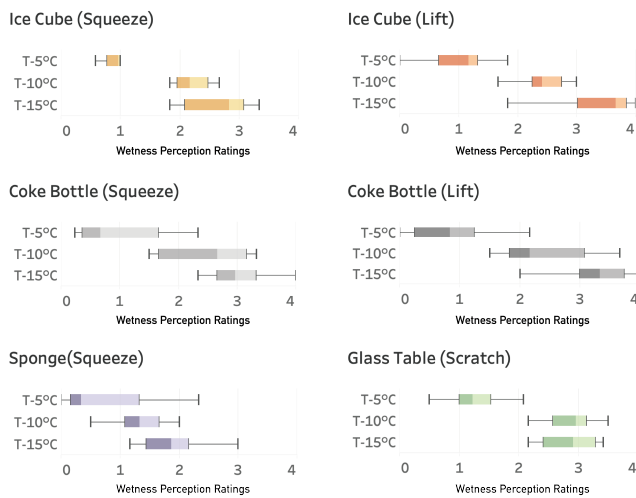 Ice Cube (Squeeze)
T-5ºC
T-10ºC
T-15ºC
0 1 2 3 4
Wetness Perception Ratings
Ice Cube (Lift)
T-5ºC
T-10ºC
T-15ºC
0 1 2 3 4
Wetness Perception Ratings
Coke Bottle (Squeeze)
T-5ºC
T-10ºC
T-15ºC
0 1 2 3 4
Wetness Perception Ratings
Coke Bottle (Lift)
T-5ºC
T-10ºC
T-15ºC
0 1 2 3 4
Wetness Perception Ratings
Sponge(Squeeze)
T-5ºC
T-10ºC
T-15ºC
0 1 2 3 4
Wetness Perception Ratings
Glass Table (Scratch)
T-5ºC
T-10ºC
T-15ºC
0 1 2 3 4
Wetness Perception Ratings